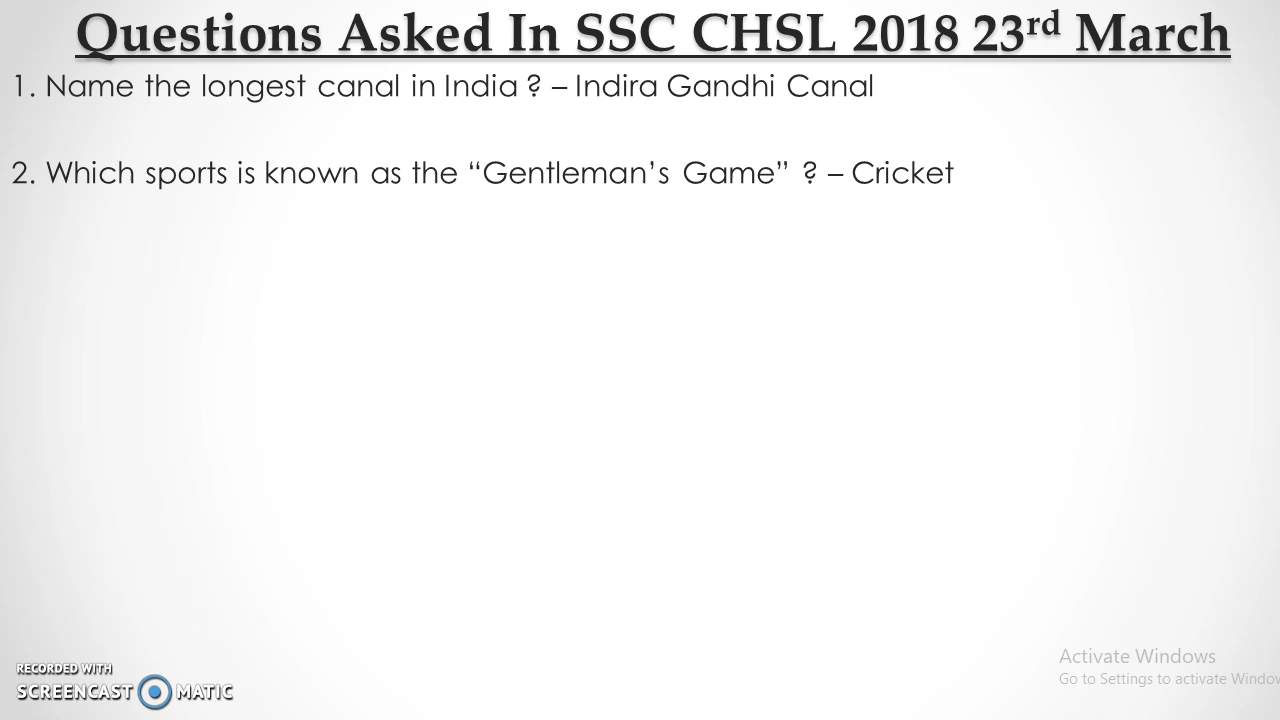 Questions Asked In SSC CHSL 2018 23rd March
1. Name the longest canal in India ? – Indira Gandhi Canal
2. Which sports is known as the “Gentleman’s Game” ? – Cricket
RECORDED WITH
SCREENCAST MATIC
Activate Windows
Go to Settings to activate Window